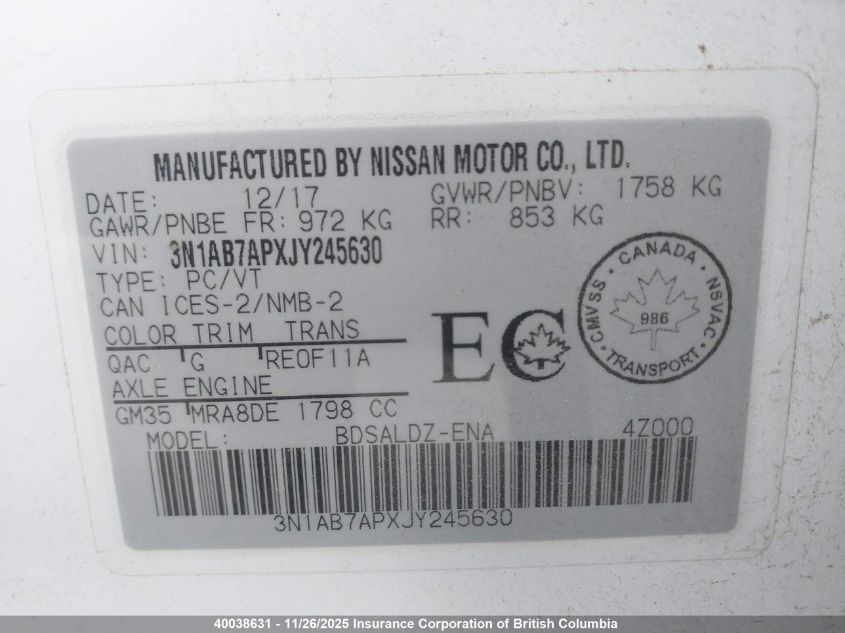 MANUFACTURED BY NISSAN MOTOR CO., LTD.
DATE: 12/17 GVWR/PNBV: 1758 KG
GAWR/PNBE FR: 972 KG RR: 853 KG
VIN: 3N1AB7APXJY245630
TYPE: PC/VT
CAN ICES-2/NMB-2
COLOR TRIM TRANS
QAC G RE0F11A
AXLE ENGINE
GM35 MRA8DE 1798 CC
EC
CANADA
CMVSS NSVAC
986
TRANSPORT
MODEL: BDSALDZ-ENA 4Z000
3N1AB7APXJY245630
40038631 - 11/26/2025 Insurance Corporation of British Columbia